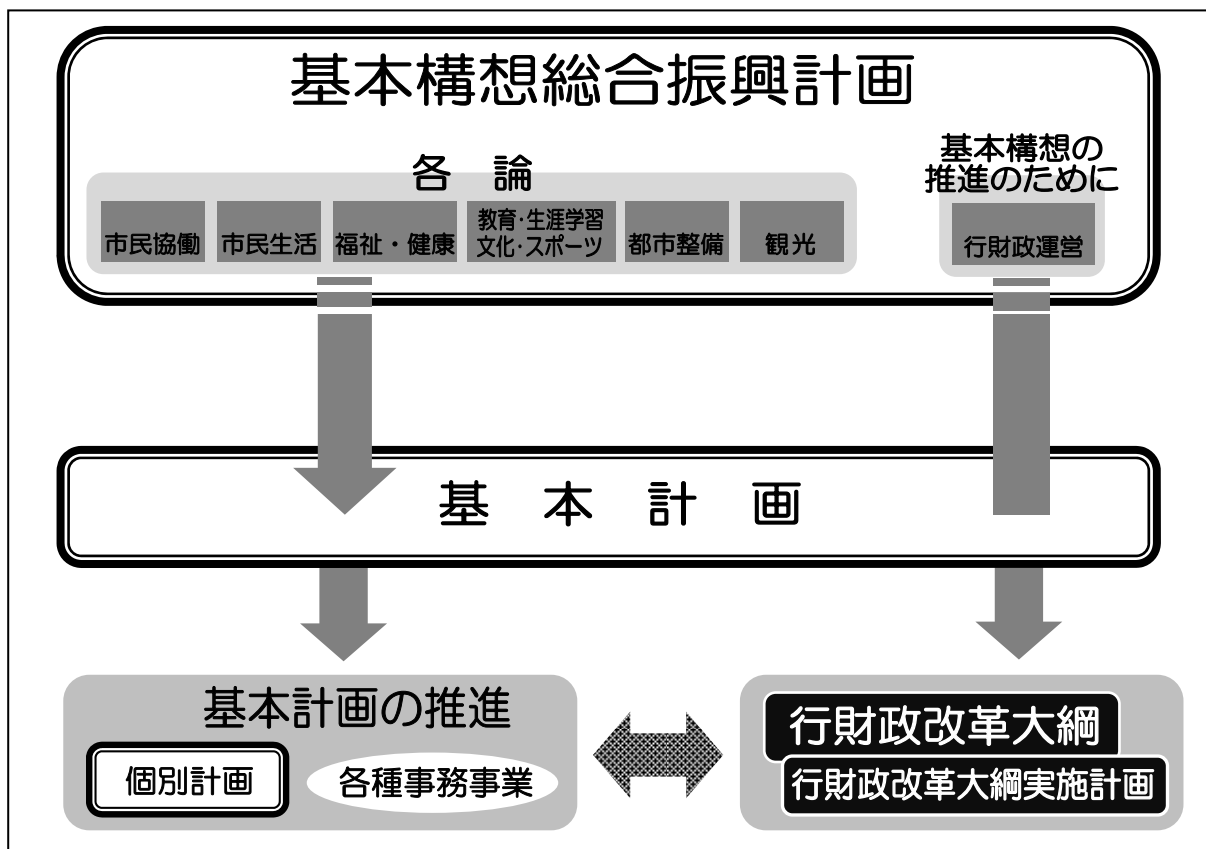 基本構想総合振興計画
各 論
基本構想の
推進のために
市民協働
市民生活
福祉・健康
教育・生涯学習
文化・スポーツ
都市整備
観光
行財政運営
基 本 計 画
基本計画の推進
個別計画
各種事務事業
行財政改革大綱
行財政改革大綱実施計画